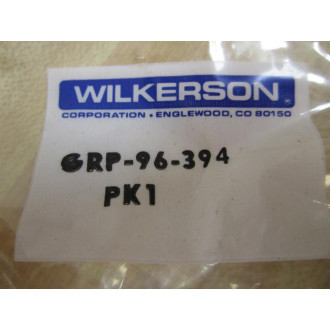 WILKERSON
CORPORATION • ENGLEWOOD, CO 80150
GRP-96-394
PK1